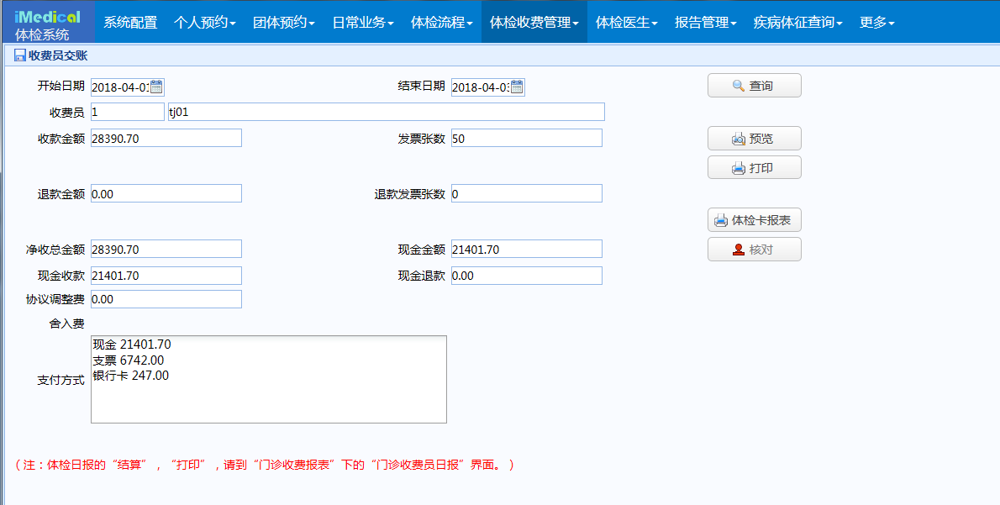 iMedical
体检系统
系统配置 个人预约 团体预约 日常业务 体检流程 体检收费管理 体检医生 报告管理 疾病体征查询 更多
收费员交账
开始日期 2018-04-01 结束日期 2018-04-0 查询
收费员 1 tj01
收款金额 28390.70 发票张数 50 预览
打印
退款金额 0.00 退款发票张数 0
体检卡报表
净收总金额 28390.70 现金金额 21401.70 核对
现金收款 21401.70 现金退款 0.00
协议调整费 0.00
舍入费
现金 21401.70
支票 6742.00
银行卡 247.00
支付方式
（注：体检日报的“结算”，“打印”，请到“门诊收费报表”下的“门诊收费员日报”界面。）